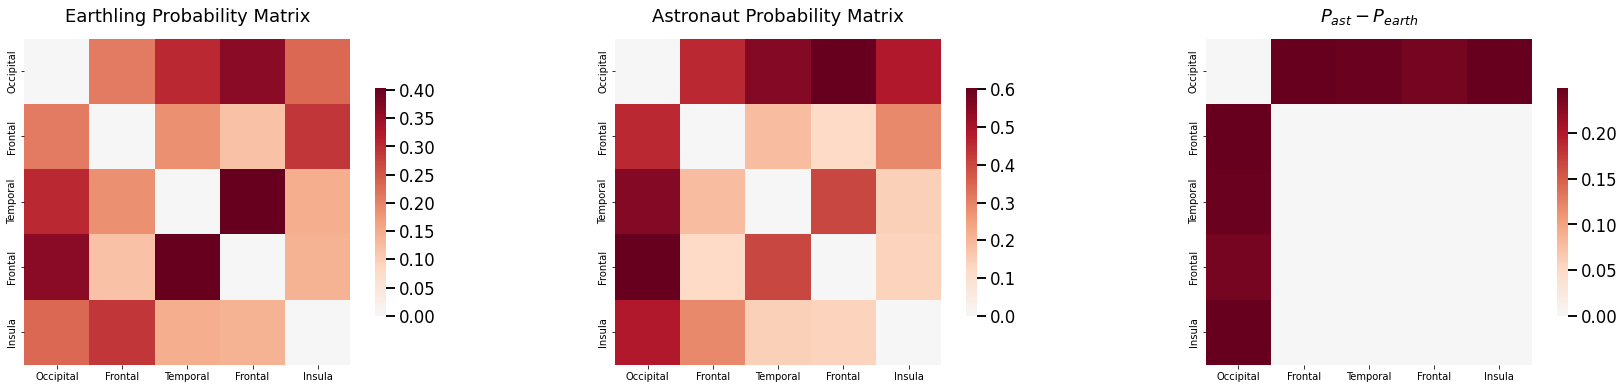 Earthling Probability Matrix
Occipital
Frontal
Temporal
Frontal
Insula
Occipital
Frontal
Temporal
Frontal
Insula
0.40
0.35
0.30
0.25
0.20
0.15
0.10
0.05
0.00
Astronaut Probability Matrix
Occipital
Frontal
Temporal
Frontal
Insula
Occipital
Frontal
Temporal
Frontal
Insula
0.6
0.5
0.4
0.3
0.2
0.1
0.0
P_ast − P_earth
Occipital
Frontal
Temporal
Frontal
Insula
Occipital
Frontal
Temporal
Frontal
Insula
0.20
0.15
0.10
0.05
0.00